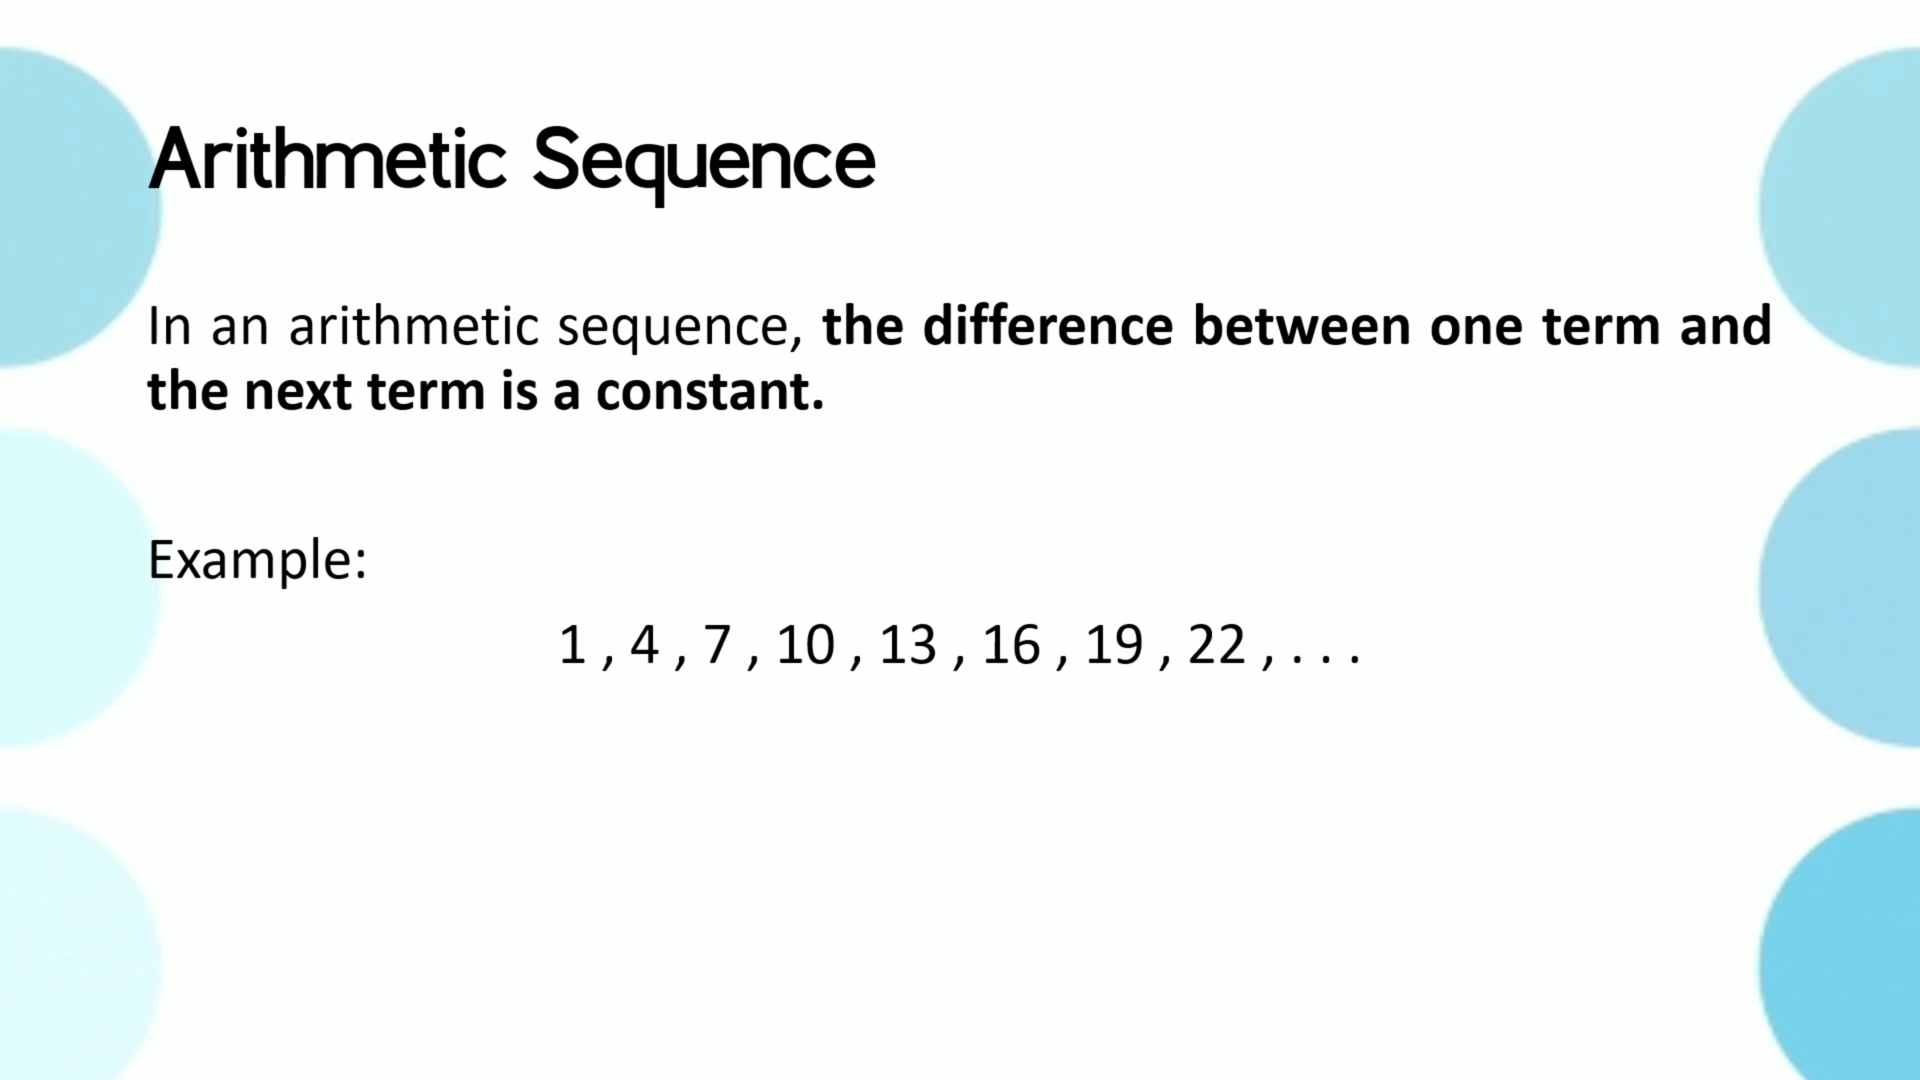 Arithmetic Sequence
In an arithmetic sequence, the difference between one term and
the next term is a constant.
Example:
1 , 4 , 7 , 10 , 13 , 16 , 19 , 22 , . . .